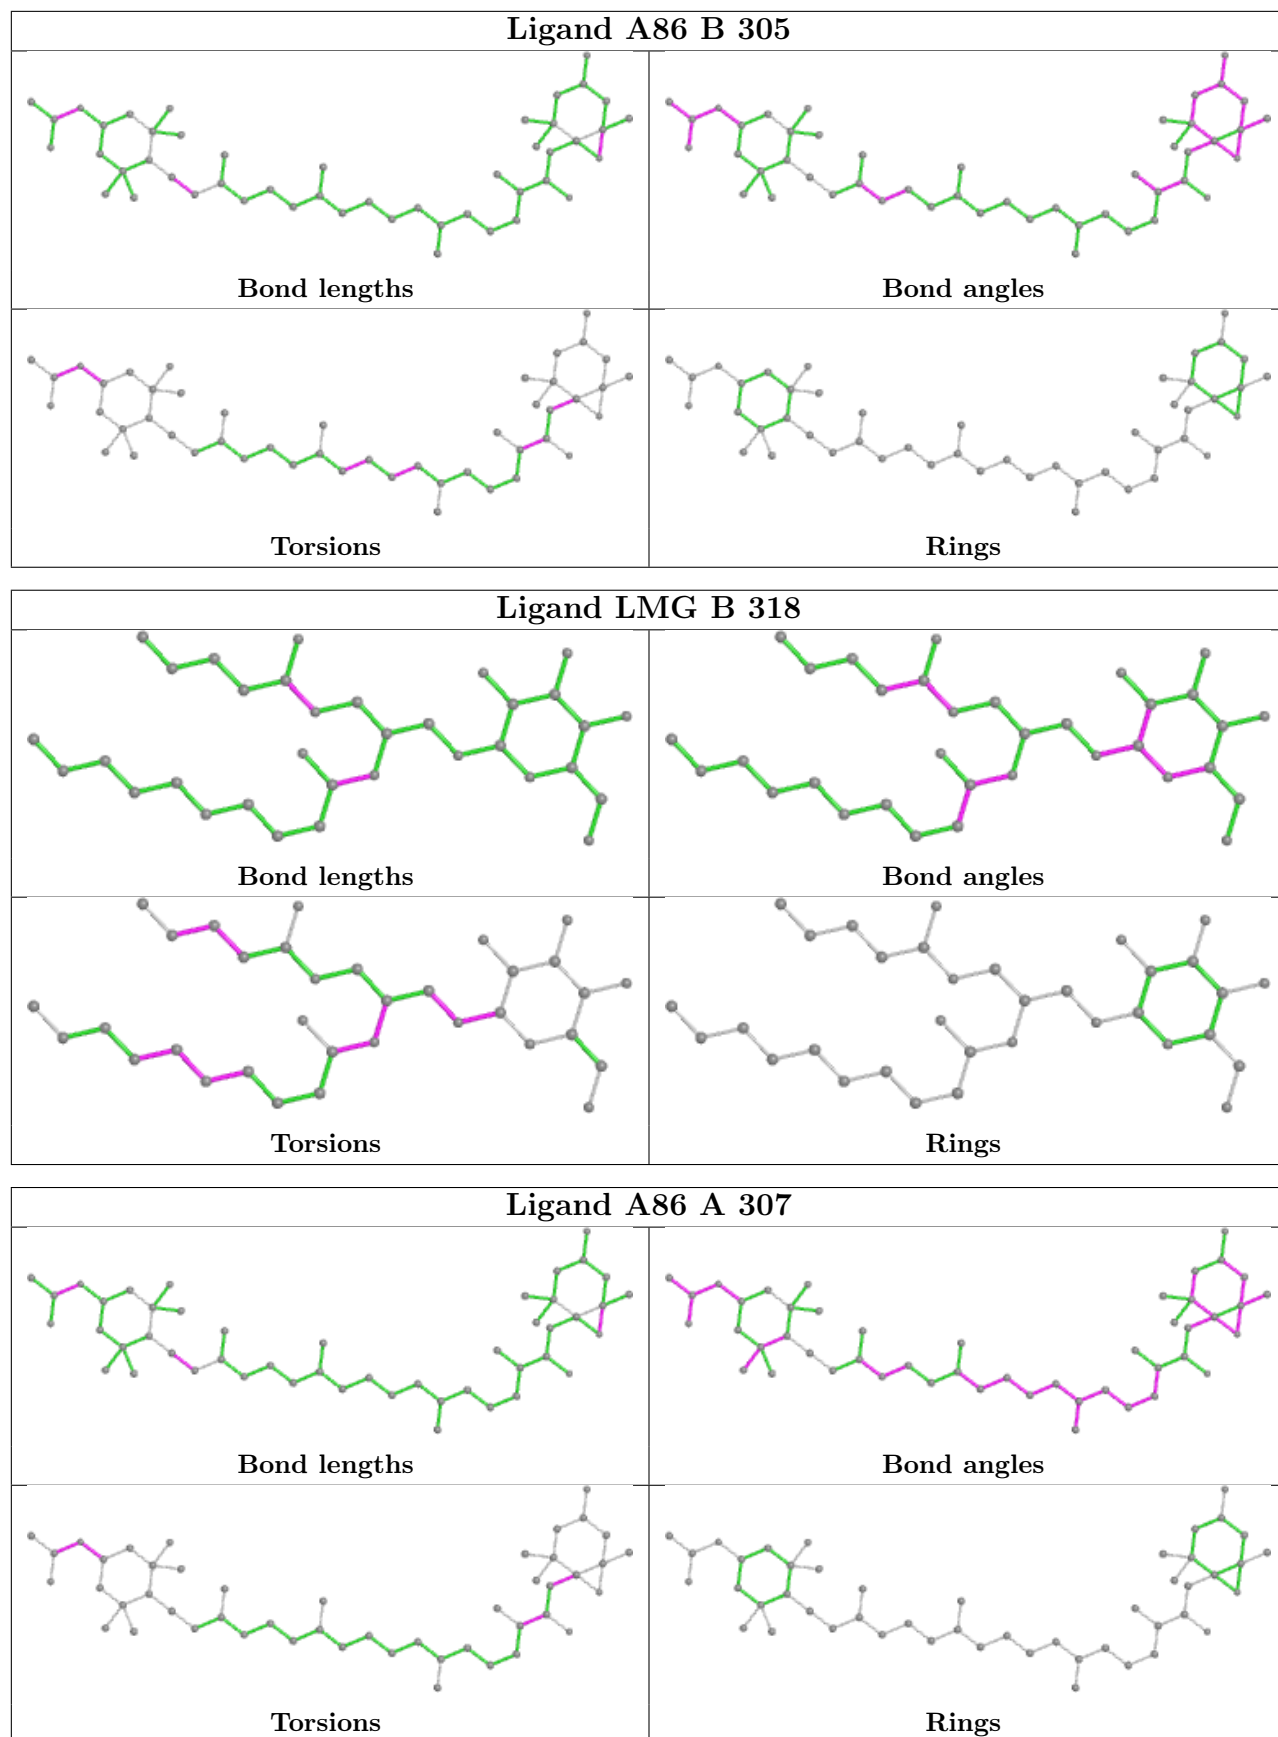 Ligand A86 B 305
Bond lengths
Bond angles
Torsions
Rings
Ligand LMG B 318
Bond lengths
Bond angles
Torsions
Rings
Ligand A86 A 307
Bond lengths
Bond angles
Torsions
Rings